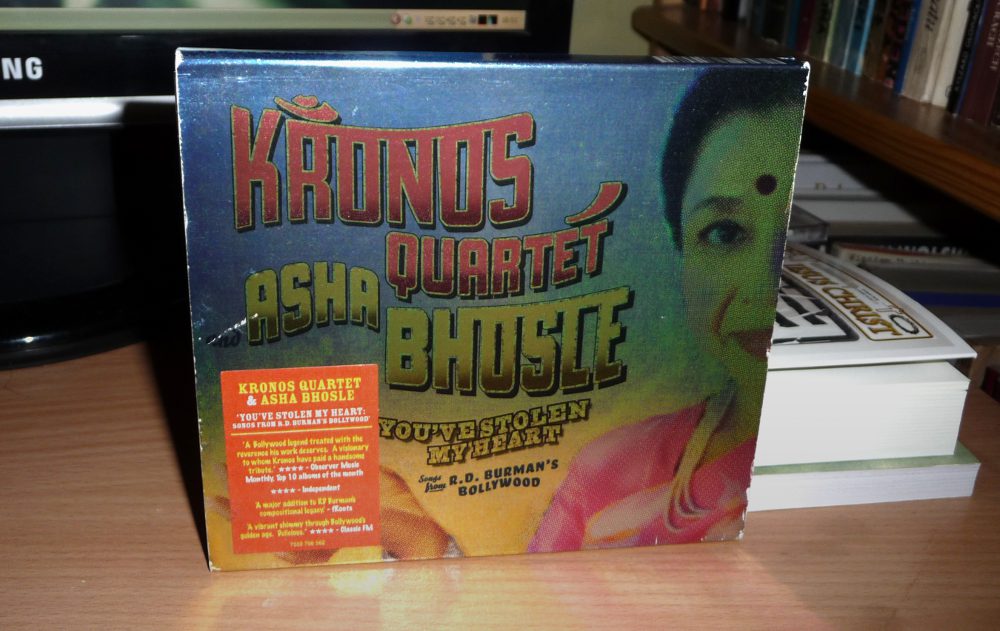 NG
KRONOS
QUARTET
AND ASHA
BHOSLE
YOU'VE STOLEN
MY HEART
Songs from R.D. BURMAN'S
BOLLYWOOD
KRONOS QUARTET
& ASHA BHOSLE
'YOU'VE STOLEN MY HEART:
SONGS FROM R.D. BURMAN'S BOLLYWOOD'
'A Bollywood legend treated with the
reverence his work deserves. A visionary
to whom Kronos have paid a handsome
tribute.' **** - Observer Music
Monthly, Top 10 albums of the month
**** - Independent
'A major addition to RD Burman's
compositional legacy' - fRoots
'A vibrant shimmy through Bollywood's
golden age. Delicious.' **** - Classic FM
CHRIST